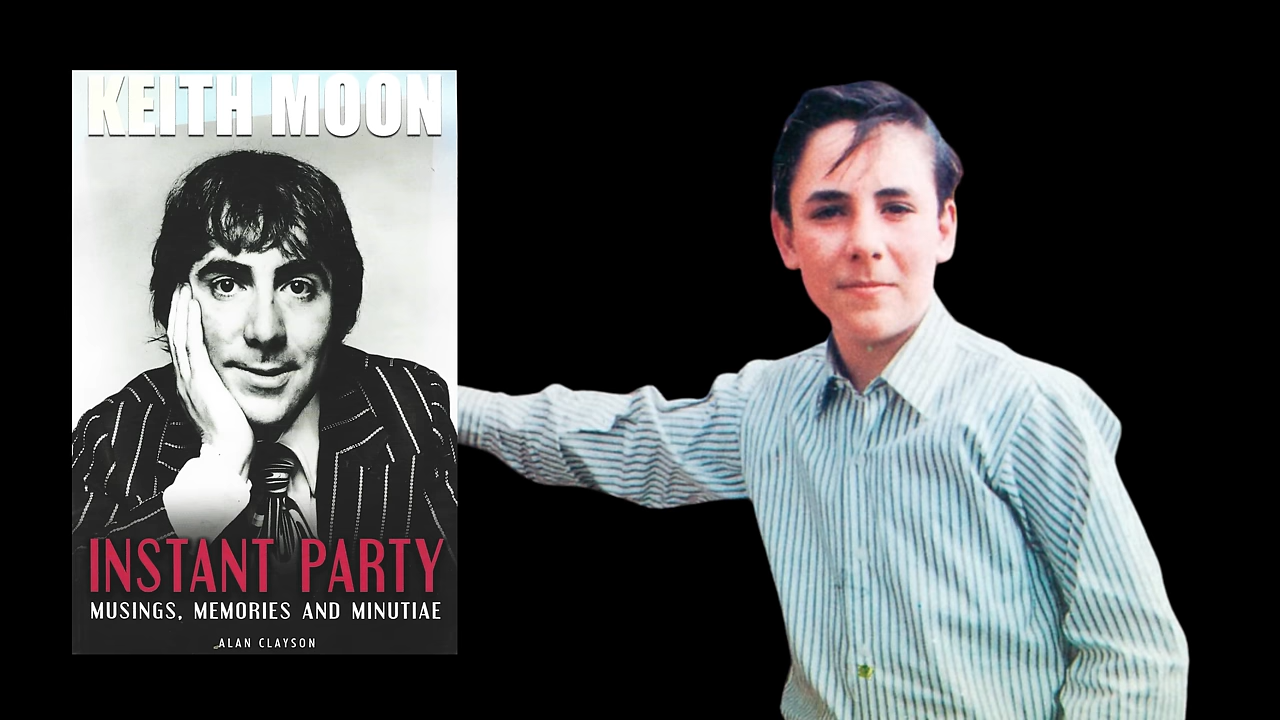 KEITH MOON
INSTANT PARTY
MUSINGS, MEMORIES AND MINUTIAE
ALAN CLAYSON